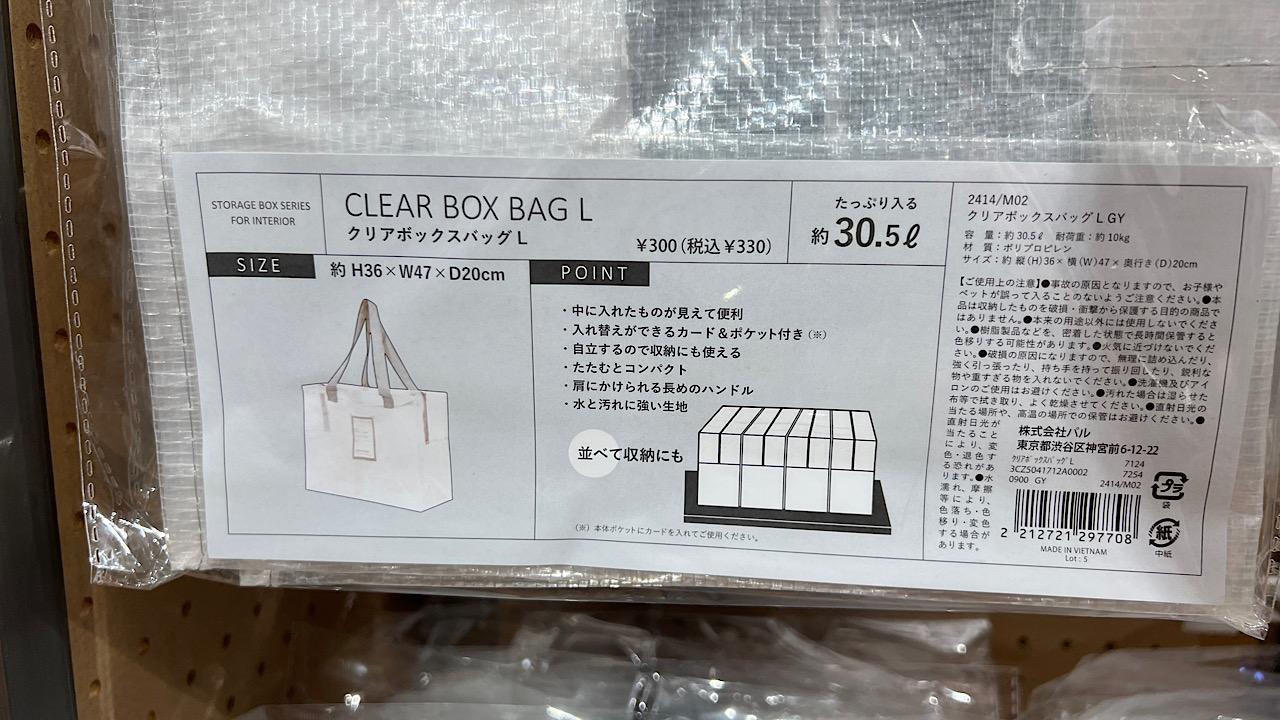 STORAGE BOX SERIES
FOR INTERIOR
CLEAR BOX BAG L
クリアボックスバッグ L
¥300(税込¥330)
たっぷり入る
約30.5ℓ
SIZE
約 H36×W47×D20cm
POINT
・中に入れたものが見えて便利
・入れ替えができるカード&ポケット付き(※)
・自立するので収納にも使える
・たたむとコンパクト
・肩にかけられる長めのハンドル
・水と汚れに強い生地
並べて収納にも
(※)本体ポケットにカードを入れてご使用ください。
2414/M02
クリアボックスバッグ L GY
容 量:約30.5ℓ 耐荷重:約10kg
材 質:ポリプロピレン
サイズ:約 縦(H)36×横(W)47×奥行き(D)20cm
【ご使用上の注意】●事故の原因となりますので、お子様や
ペットが誤って入ることのないようご注意ください。●本
品は収納したものを破損・衝撃から保護する目的の商品で
はありません。●本来の用途以外には使用しないでくださ
い。●樹脂製品などを、密着した状態で長時間保管すると
色移りする可能性があります。●火気に近づけないでくだ
さい。●破損の原因になりますので、無理に詰め込んだり、
強く引っ張ったり、持ち手を持って振り回したり、鋭利な
物や重すぎる物を入れないでください。●洗濯機及びアイ
ロンのご使用はお避けください。●汚れた場合は湿らせた
布等で拭き取り、よく乾燥させてください。●直射日光の
当たる場所や、高温の場所での保管はお避けください。●
直射日光が
当たること
により、変
色・退色す
る恐れがあ
ります。●水
濡れ、摩擦
等により、
色落ち・色
移り・変色
する場合が
あります。
株式会社パル
東京都渋谷区神宮前6-12-22
クリアボックスバッグ L 7124
3CZS041712A0002 7254
0900 GY 2414/M02
2 212721 297708
MADE IN VIETNAM
Lot : 5
プラ
袋
紙
中紙